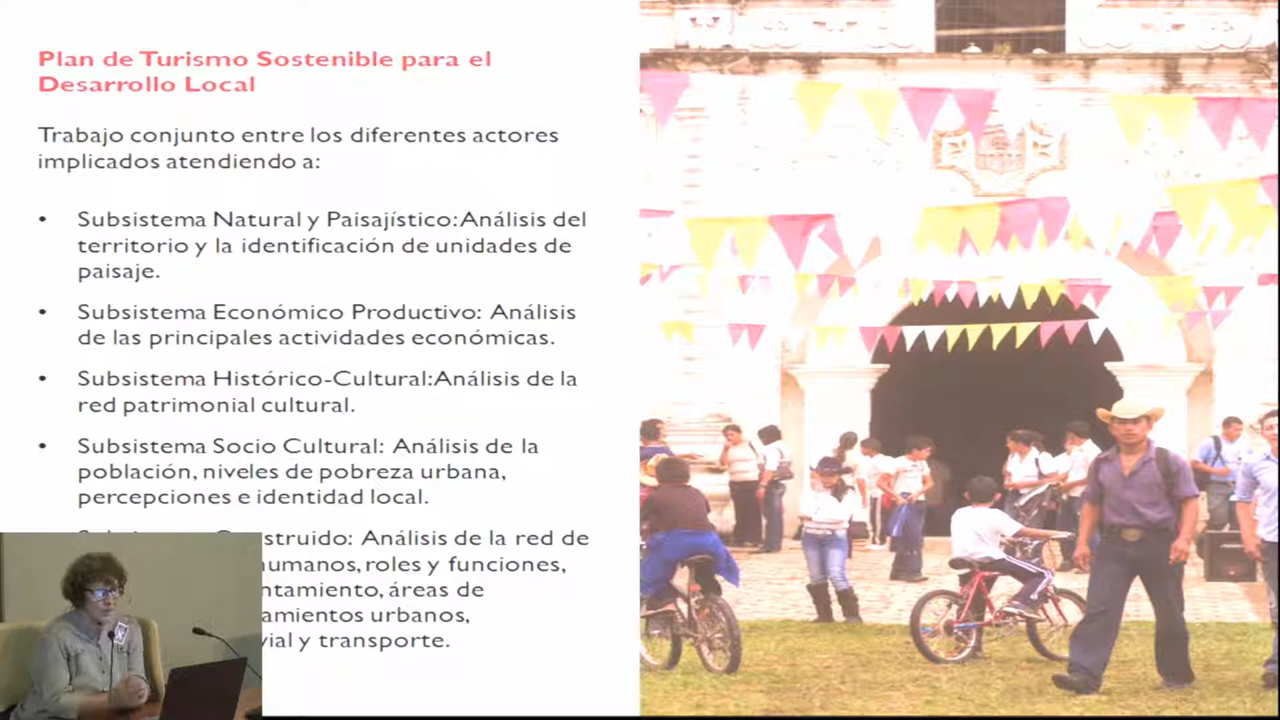 Plan de Turismo Sostenible para el
Desarrollo Local
Trabajo conjunto entre los diferentes actores
implicados atendiendo a:
• Subsistema Natural y Paisajístico: Análisis del
territorio y la identificación de unidades de
paisaje.
• Subsistema Económico Productivo: Análisis
de las principales actividades económicas.
• Subsistema Histórico-Cultural: Análisis de la
red patrimonial cultural.
• Subsistema Socio Cultural: Análisis de la
población, niveles de pobreza urbana,
percepciones e identidad local.
Análisis de la red de
humanos, roles y funciones,
áreas de
urbanos,
vial y transporte.